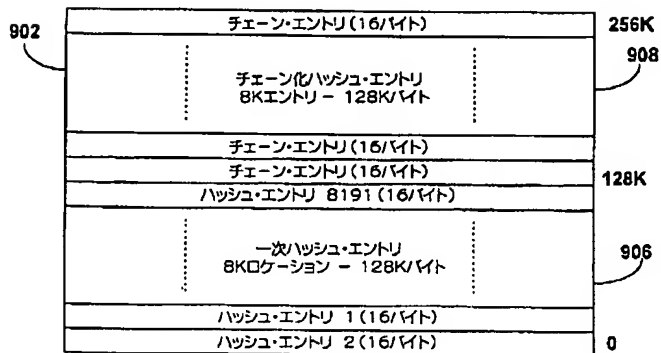 902
チェーン・エントリ(16バイト)
256K
908
チェーン化ハッシュ・エントリ
8Kエントリ － 128Kバイト
チェーン・エントリ(16バイト)
チェーン・エントリ(16バイト)
128K
ハッシュ・エントリ 8191(16バイト)
一次ハッシュ・エントリ
8Kロケーション － 128Kバイト
906
ハッシュ・エントリ 1(16バイト)
ハッシュ・エントリ 2(16バイト)
0